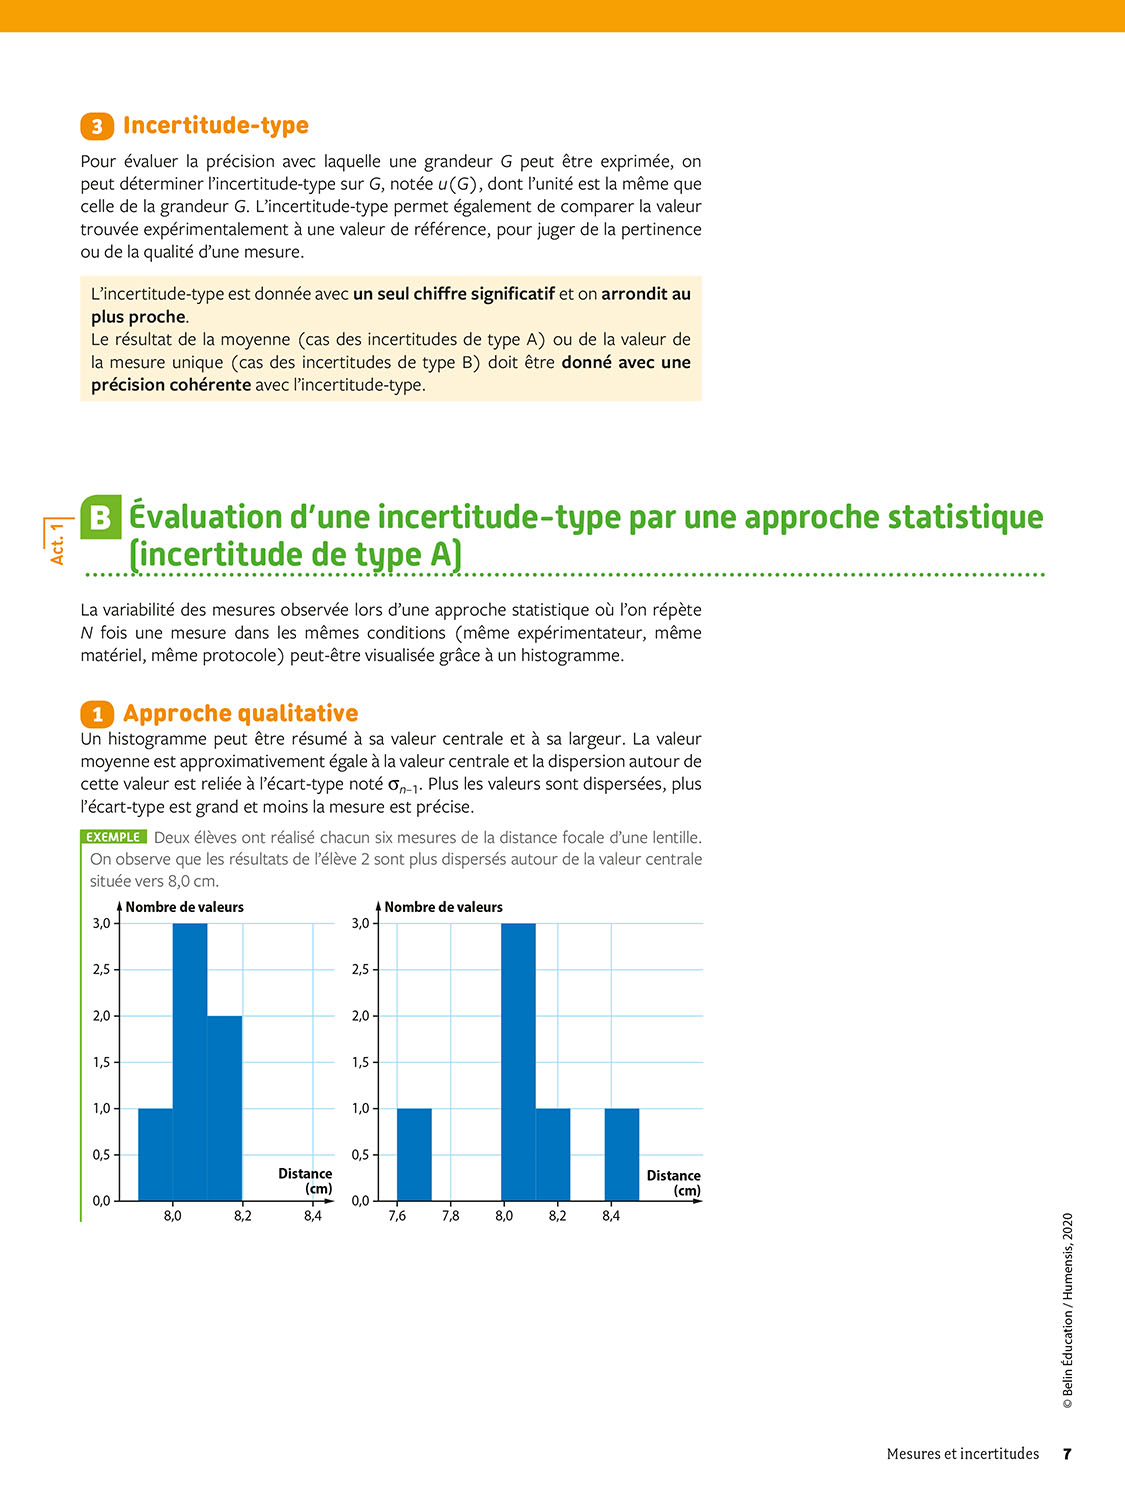 3 Incertitude-type
Pour évaluer la précision avec laquelle une grandeur G peut être exprimée, on
peut déterminer l’incertitude-type sur G, notée u(G), dont l’unité est la même que
celle de la grandeur G. L’incertitude-type permet également de comparer la valeur
trouvée expérimentalement à une valeur de référence, pour juger de la pertinence
ou de la qualité d’une mesure.
L’incertitude-type est donnée avec un seul chiffre significatif et on arrondit au
plus proche.
Le résultat de la moyenne (cas des incertitudes de type A) ou de la valeur de
la mesure unique (cas des incertitudes de type B) doit être donné avec une
précision cohérente avec l’incertitude-type.
Act. 1
B Évaluation d’une incertitude-type par une approche statistique
(incertitude de type A)
La variabilité des mesures observée lors d’une approche statistique où l’on répète
N fois une mesure dans les mêmes conditions (même expérimentateur, même
matériel, même protocole) peut-être visualisée grâce à un histogramme.
1 Approche qualitative
Un histogramme peut être résumé à sa valeur centrale et à sa largeur. La valeur
moyenne est approximativement égale à la valeur centrale et la dispersion autour de
cette valeur est reliée à l’écart-type noté σn–1. Plus les valeurs sont dispersées, plus
l’écart-type est grand et moins la mesure est précise.
EXEMPLE Deux élèves ont réalisé chacun six mesures de la distance focale d’une lentille.
On observe que les résultats de l’élève 2 sont plus dispersés autour de la valeur centrale
située vers 8,0 cm.
Nombre de valeurs
3,0
2,5
2,0
1,5
1,0
0,5
0,0
Distance
(cm)
8,0 8,2 8,4
Nombre de valeurs
3,0
2,5
2,0
1,5
1,0
0,5
0,0
Distance
(cm)
7,6 7,8 8,0 8,2 8,4
© Belin Éducation / Humensis, 2020
Mesures et incertitudes 7